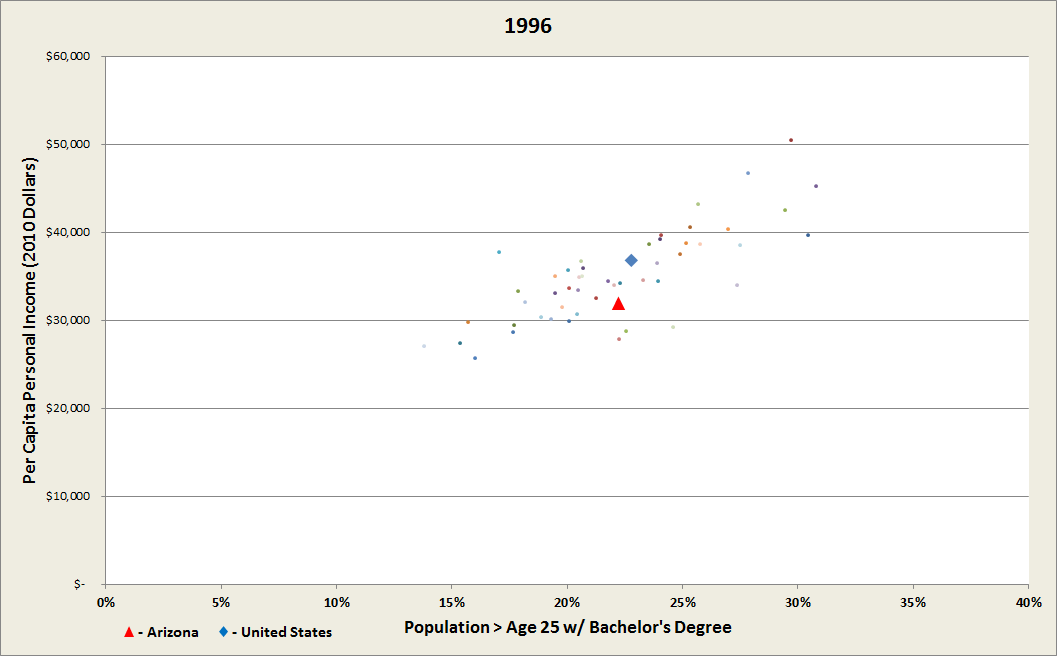 1996
$60,000
$50,000
$40,000
$30,000
$20,000
$10,000
$-
Per Capita Personal Income (2010 Dollars)
0% 5% 10% 15% 20% 25% 30% 35% 40%
Population > Age 25 w/ Bachelor's Degree
- Arizona - United States